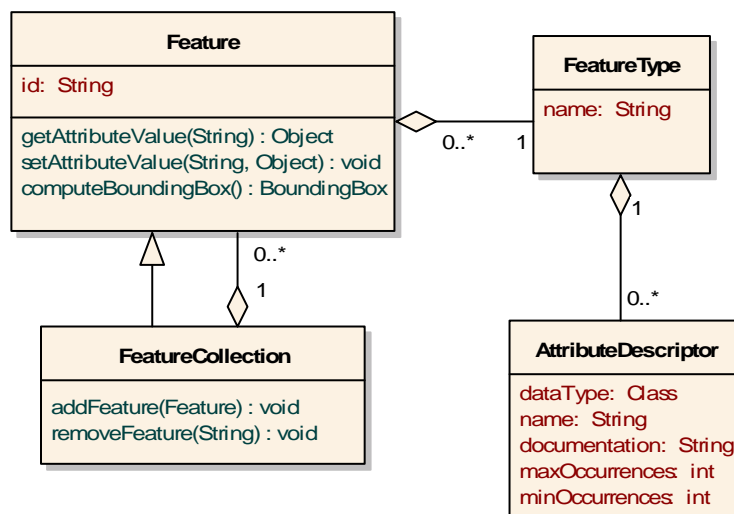 Feature
id: String
getAttributeValue(String) : Object
setAttributeValue(String, Object) : void
computeBoundingBox() : BoundingBox
0..*
1
FeatureType
name: String
0..*
1
1
0..*
FeatureCollection
addFeature(Feature) : void
removeFeature(String) : void
AttributeDescriptor
dataType: Class
name: String
documentation: String
maxOccurrences: int
minOccurrences: int